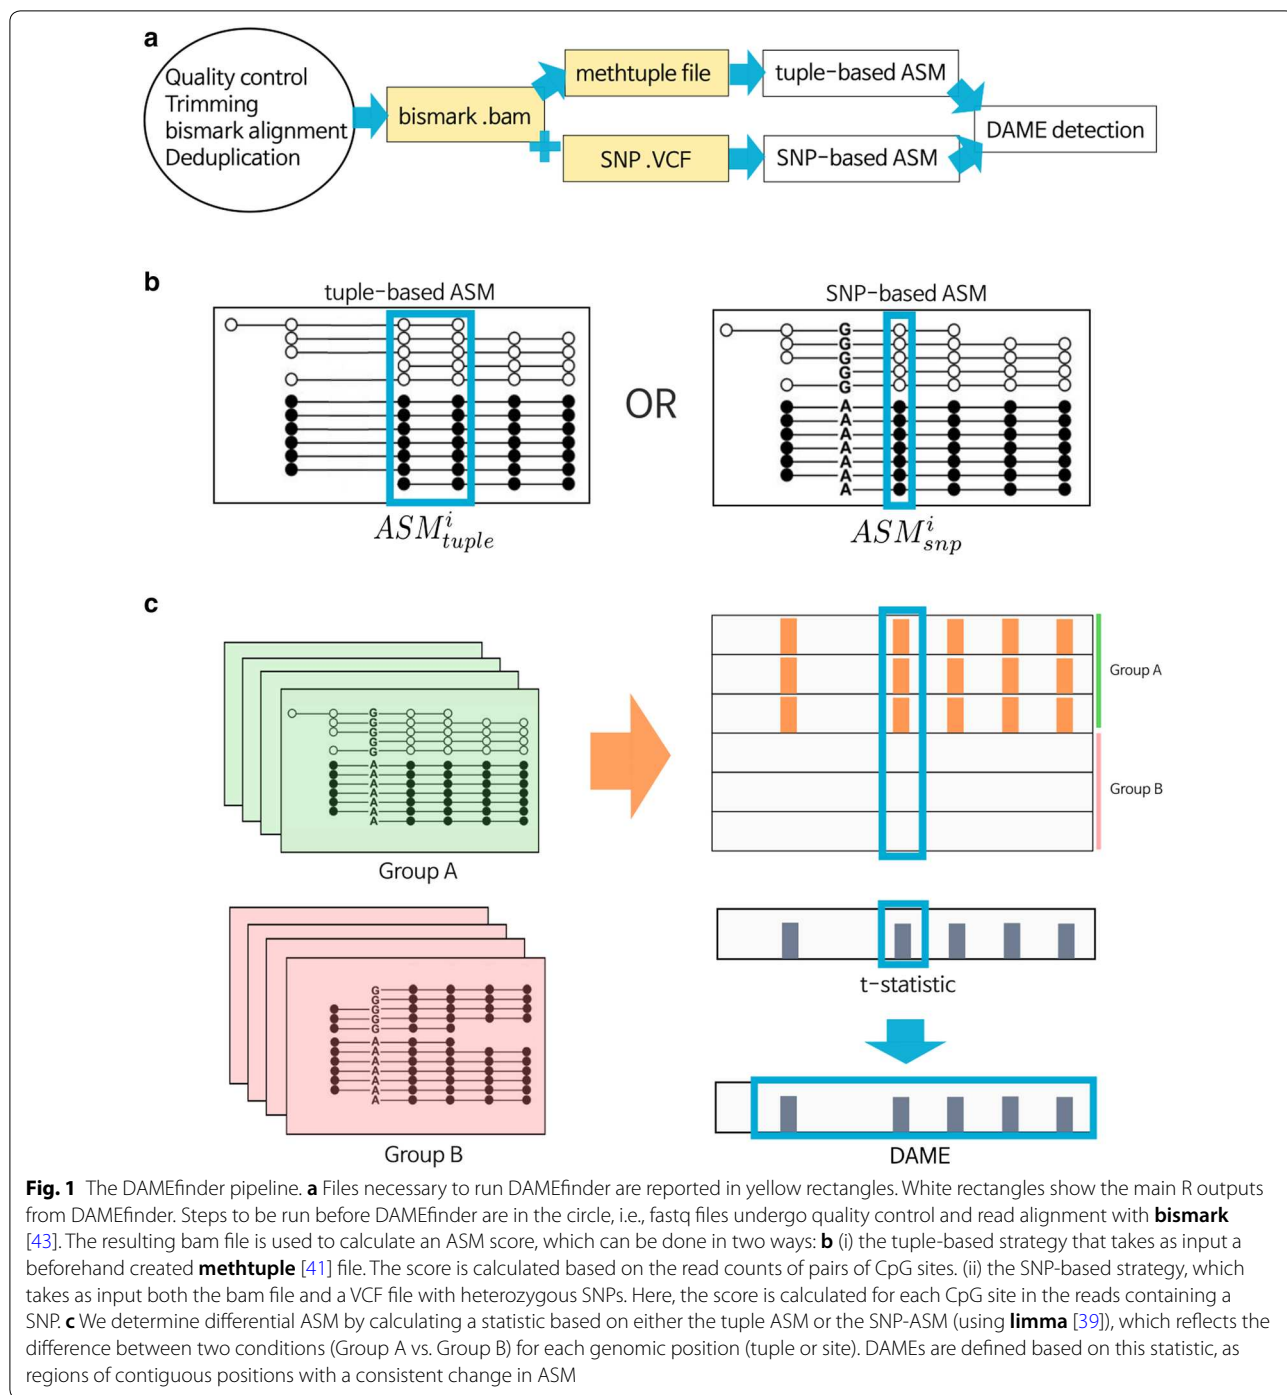 a
Quality control
Trimming
bismark alignment
Deduplication
bismark .bam
methtuple file
tuple-based ASM
SNP .VCF
SNP-based ASM
DAME detection
b
tuple-based ASM
ASM^i_tuple
OR
SNP-based ASM
G
G
G
G
G
A
A
A
A
A
A
A
ASM^i_snp
c
G
G
G
G
G
A
A
A
A
A
A
A
Group A
Group A
Group B
G
G
G
G
G
A
A
A
A
A
A
A
Group B
t-statistic
DAME
Fig. 1 The DAMEfinder pipeline. a Files necessary to run DAMEfinder are reported in yellow rectangles. White rectangles show the main R outputs
from DAMEfinder. Steps to be run before DAMEfinder are in the circle, i.e., fastq files undergo quality control and read alignment with bismark
[43]. The resulting bam file is used to calculate an ASM score, which can be done in two ways: b (i) the tuple-based strategy that takes as input a
beforehand created methtuple [41] file. The score is calculated based on the read counts of pairs of CpG sites. (ii) the SNP-based strategy, which
takes as input both the bam file and a VCF file with heterozygous SNPs. Here, the score is calculated for each CpG site in the reads containing a
SNP. c We determine differential ASM by calculating a statistic based on either the tuple ASM or the SNP-ASM (using limma [39]), which reflects the
difference between two conditions (Group A vs. Group B) for each genomic position (tuple or site). DAMEs are defined based on this statistic, as
regions of contiguous positions with a consistent change in ASM